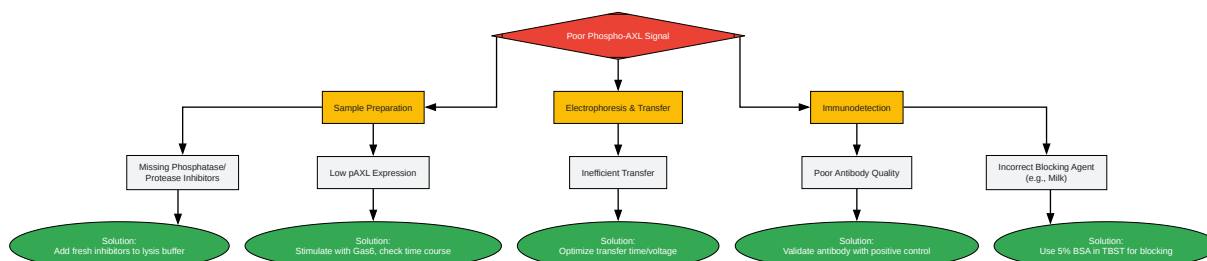 Poor Phospho-AXL Signal
Sample Preparation
Electrophoresis & Transfer
Immunodetection
Missing Phosphatase/
Protease Inhibitors
Low pAXL Expression
Inefficient Transfer
Poor Antibody Quality
Incorrect Blocking Agent
(e.g., Milk)
Solution:
Add fresh inhibitors to lysis buffer
Solution:
Stimulate with Gas6, check time course
Solution:
Optimize transfer time/voltage
Solution:
Validate antibody with positive control
Solution:
Use 5% BSA in TBST for blocking